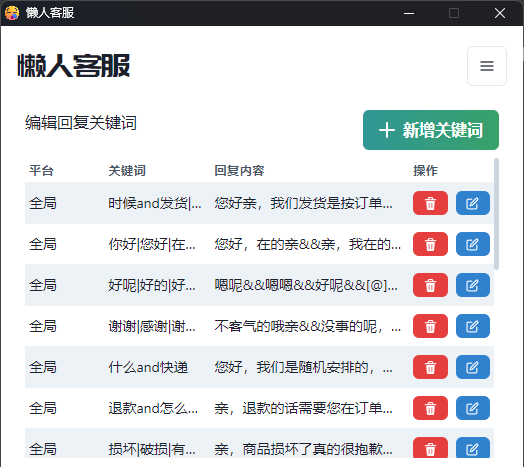 懒人客服
懒人客服
编辑回复关键词
新增关键词
平台 关键词 回复内容 操作
全局 时候and发货|... 您好亲，我们发货是按订单...
全局 你好|您好|在... 您好，在的亲&&亲，我在的...
全局 好呢|好的|好... 嗯呢&&嗯嗯&&好呢&&[@]...
全局 谢谢|感谢|谢... 不客气的哦亲&&没事的呢，...
全局 什么and快递 您好，我们是随机安排的，...
全局 退款and怎么... 亲，退款的话需要您在订单...
全局 损坏|破损|有... 亲，商品损坏了真的很抱歉...